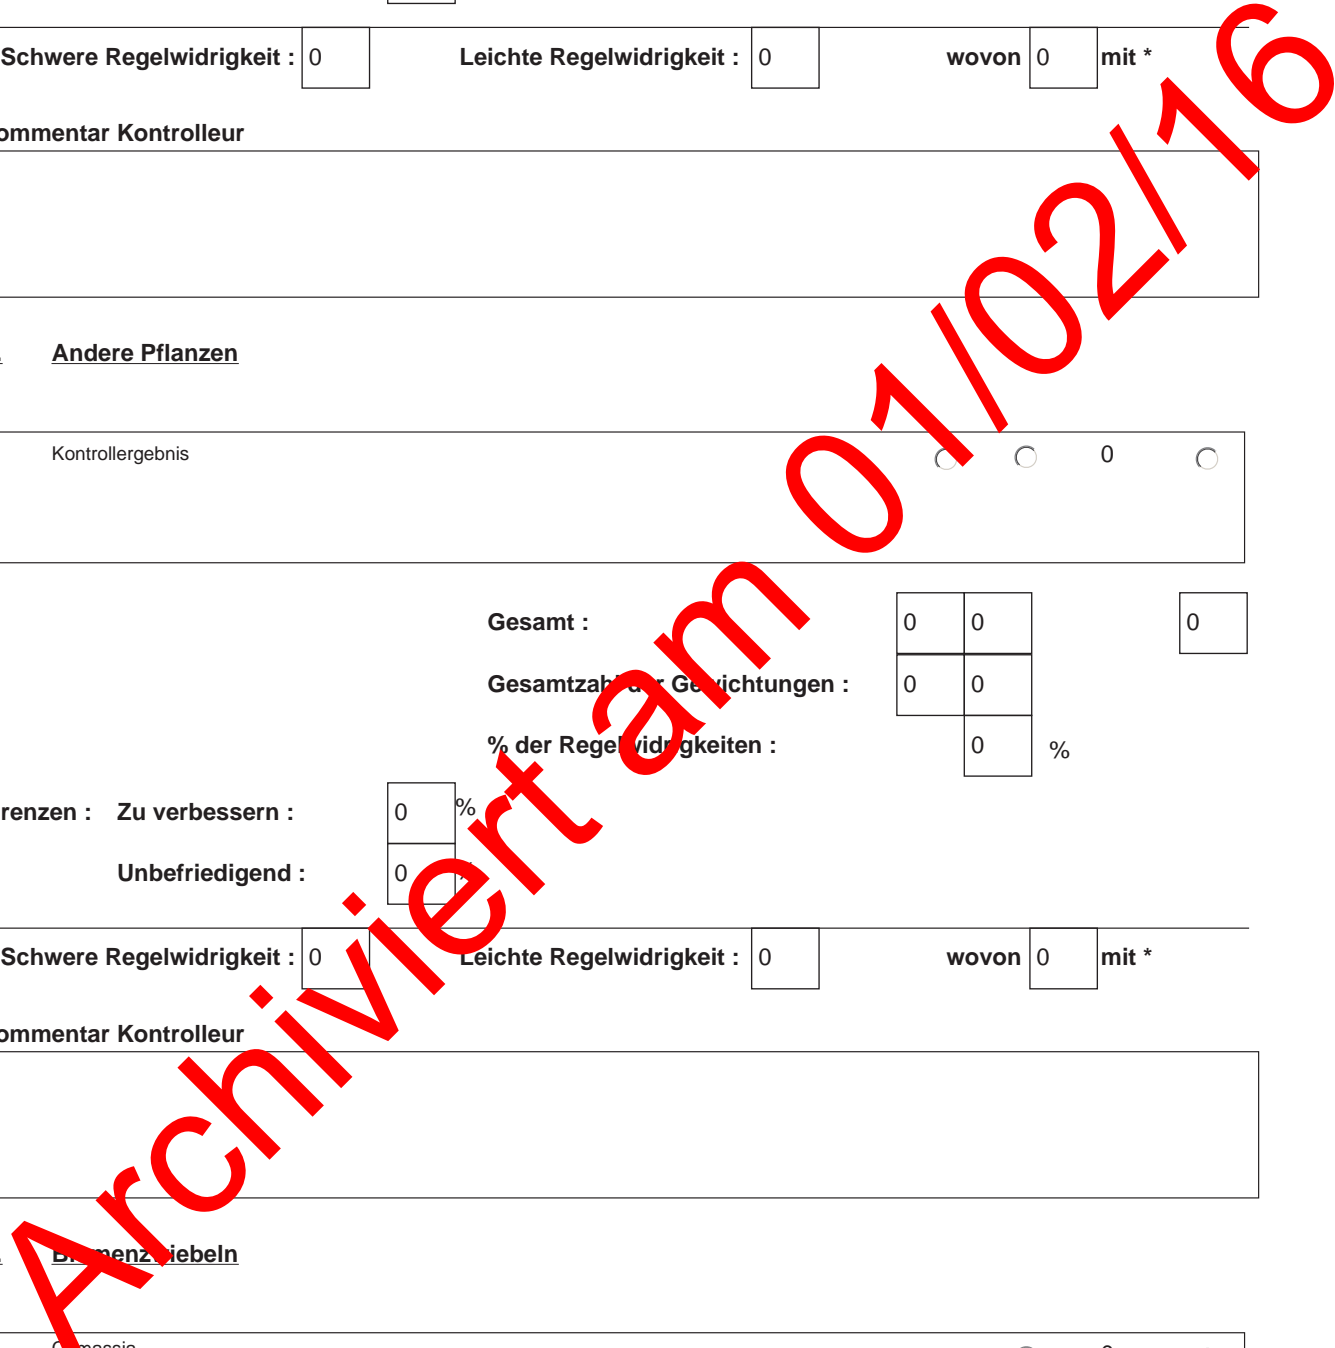 Schwere Regelwidrigkeit : 0 Leichte Regelwidrigkeit : 0 wovon 0 mit *
ommentar Kontrolleur
Andere Pflanzen
Kontrollergebnis 0
Gesamt : 0 0 0
Gesamtzahl der Gewichtungen : 0 0
% der Regelwidrigkeiten : 0 %
renzen : Zu verbessern : 0 %
Unbefriedigend : 0 %
Schwere Regelwidrigkeit : 0 Leichte Regelwidrigkeit : 0 wovon 0 mit *
ommentar Kontrolleur
Blumenzwiebeln
Archiviert am 01/02/16